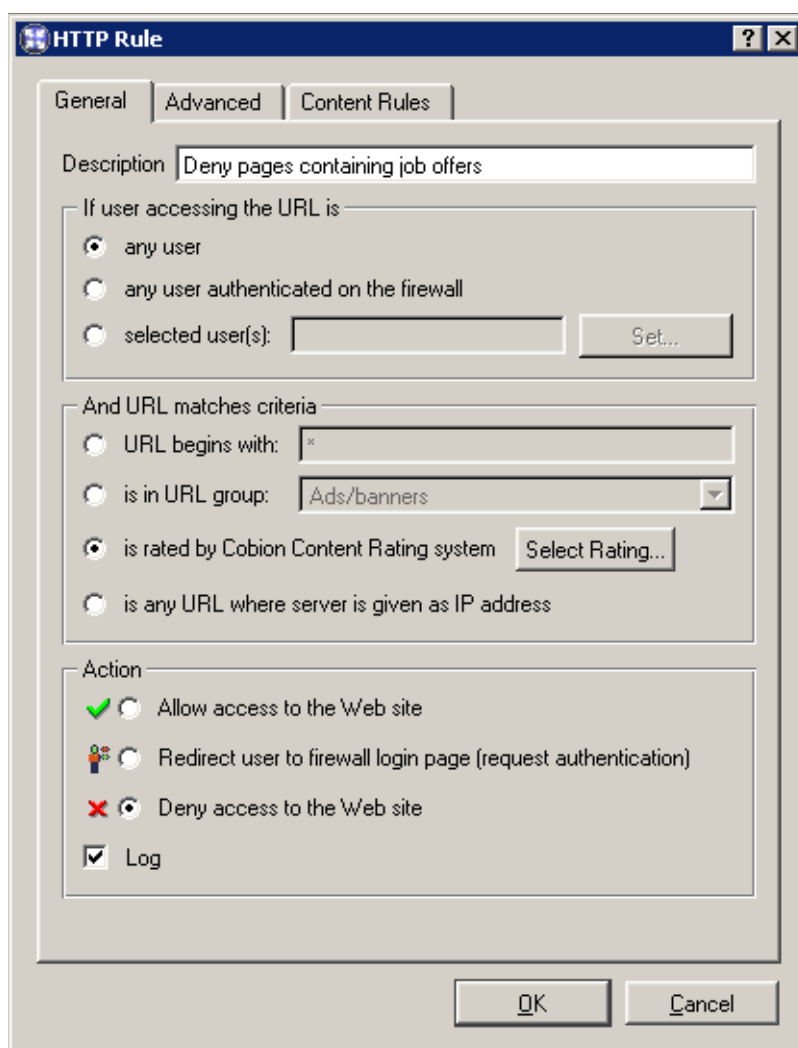 HTTP Rule
General Advanced Content Rules
Description Deny pages containing job offers
If user accessing the URL is
any user
any user authenticated on the firewall
selected user(s): Set...
And URL matches criteria
URL begins with: *
is in URL group: Ads/banners
is rated by Cobion Content Rating system Select Rating...
is any URL where server is given as IP address
Action
Allow access to the Web site
Redirect user to firewall login page (request authentication)
Deny access to the Web site
Log
OK Cancel